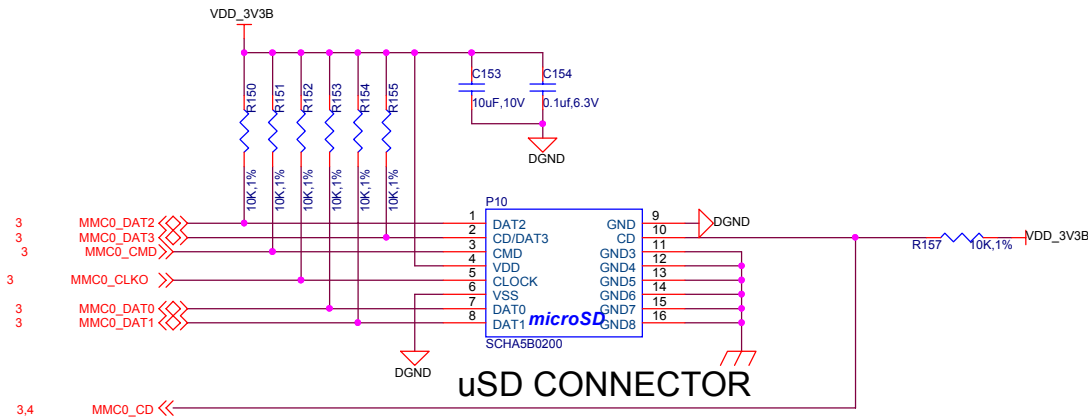 VDD_3V3B
R150
R151
R152
R153
R154
R155
10K,1%
10K,1%
10K,1%
10K,1%
10K,1%
10K,1%
C153
10uF,10V
C154
0.1uf,6.3V
DGND
P10
3 MMC0_DAT2 1 DAT2 GND 9 DGND
3 MMC0_DAT3 2 CD/DAT3 CD 10
3 MMC0_CMD 3 CMD GND3 11
R157 10K,1% VDD_3V3B
4 VDD GND4 12
3 MMC0_CLKO 5 CLOCK GND5 13
6 VSS GND6 14
3 MMC0_DAT0 7 DAT0 GND7 15
3 MMC0_DAT1 8 DAT1 GND8 16
microSD
SCHA5B0200
DGND
uSD CONNECTOR
3,4 MMC0_CD